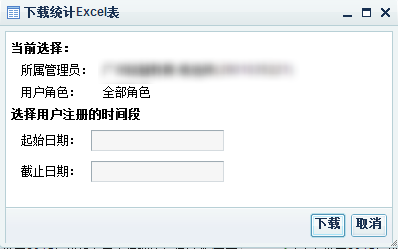 下载统计Excel表
当前选择：
所属管理员：
用户角色： 全部角色
选择用户注册的时间段
起始日期：
截止日期：
下载 取消